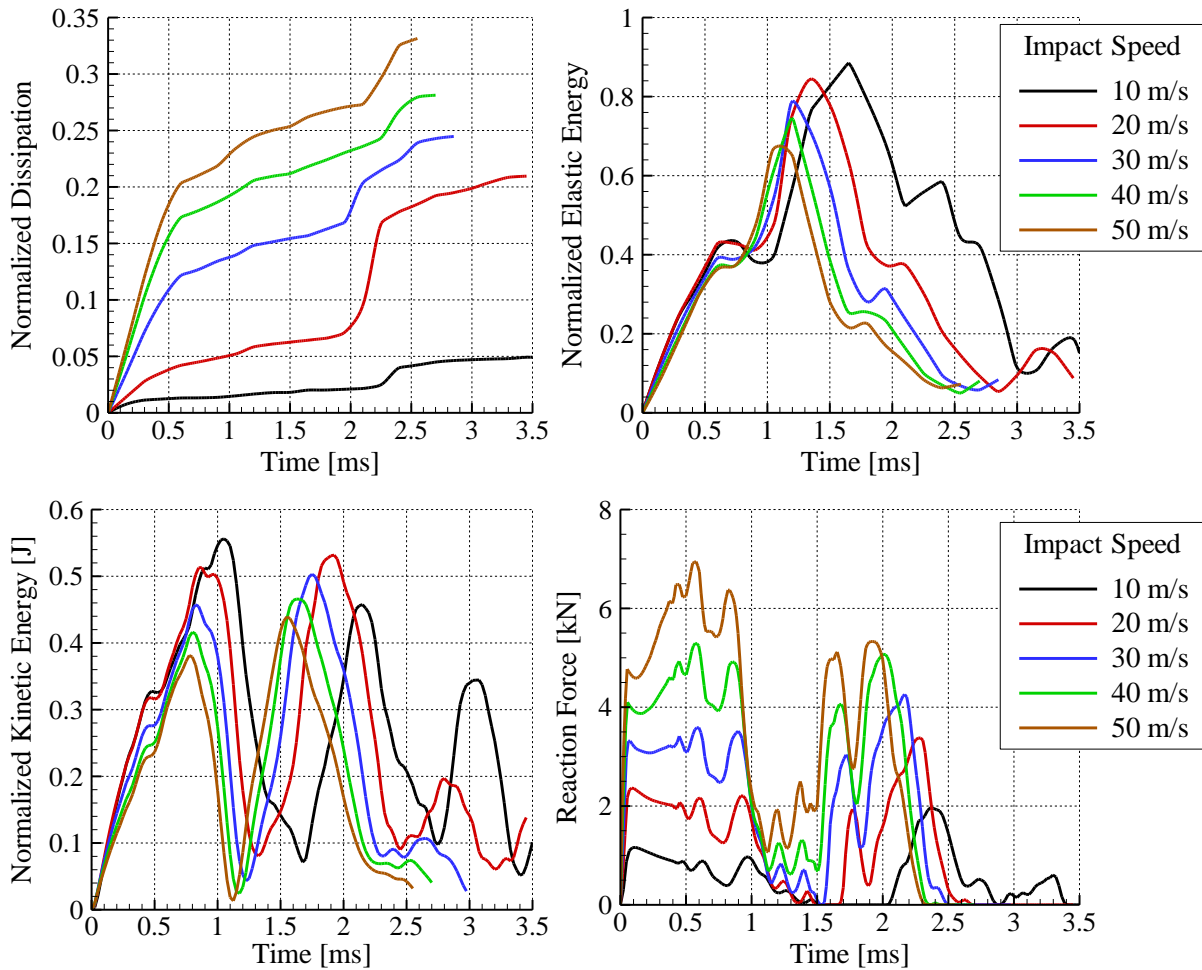 Normalized Dissipation
0.35
0.3
0.25
0.2
0.15
0.1
0.05
0
0 0.5 1 1.5 2 2.5 3 3.5
Time [ms]
Normalized Elastic Energy
1
0.8
0.6
0.4
0.2
0
0 0.5 1 1.5 2 2.5 3 3.5
Time [ms]
Impact Speed
10 m/s
20 m/s
30 m/s
40 m/s
50 m/s
Normalized Kinetic Energy [J]
0.6
0.5
0.4
0.3
0.2
0.1
0
0 0.5 1 1.5 2 2.5 3 3.5
Time [ms]
Reaction Force [kN]
8
6
4
2
0
0 0.5 1 1.5 2 2.5 3 3.5
Time [ms]
Impact Speed
10 m/s
20 m/s
30 m/s
40 m/s
50 m/s